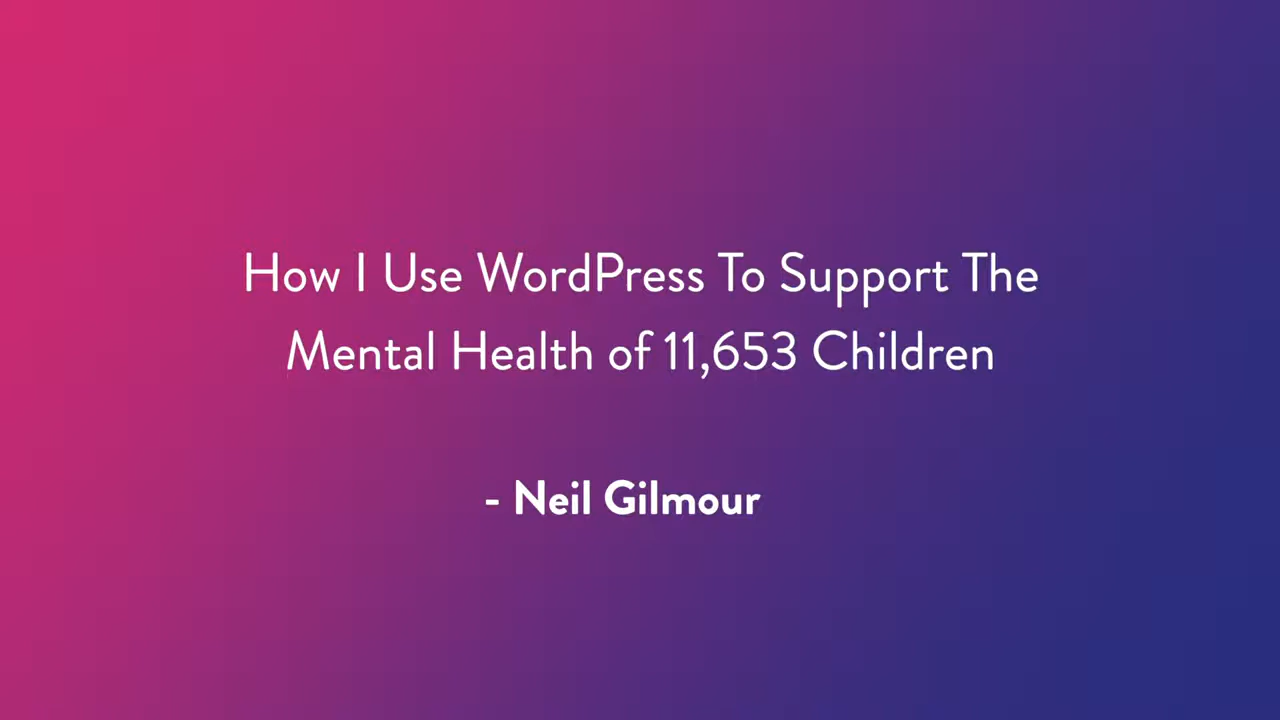 How I Use WordPress To Support The
Mental Health of 11,653 Children
- Neil Gilmour